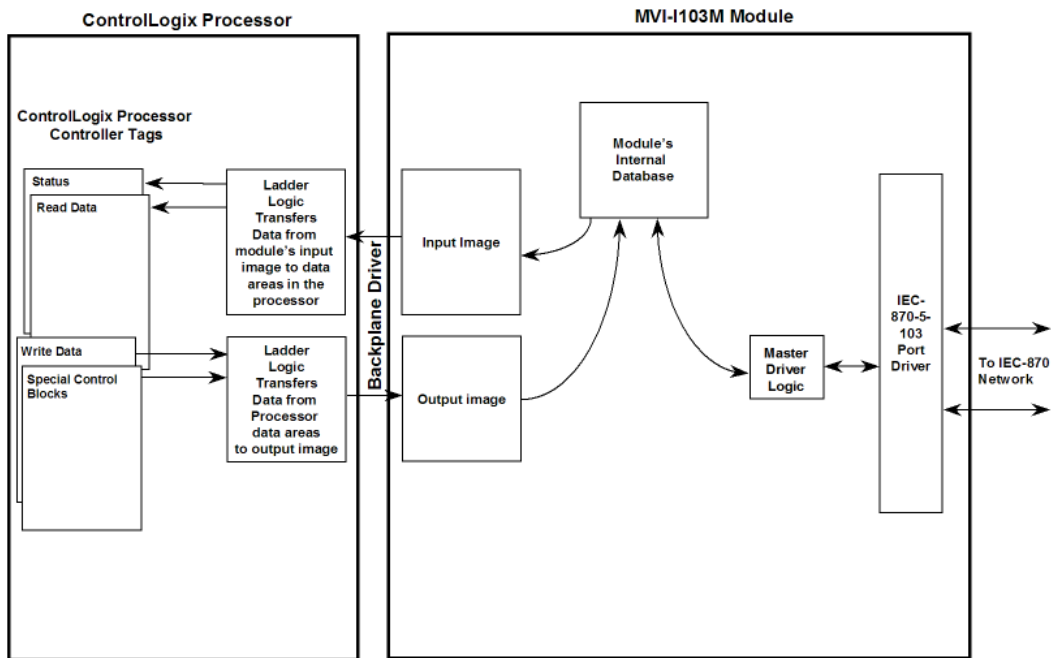 ControlLogix Processor
MVI-I103M Module
ControlLogix Processor
Controller Tags
Status
Read Data
Write Data
Special Control
Blocks
Ladder
Logic
Transfers
Data from
module's input
image to data
areas in the
processor
Ladder
Logic
Transfers
Data from
Processor
data areas
to output image
Backplane Driver
Input Image
Output image
Module's
Internal
Database
Master
Driver
Logic
IEC-
870-5-
103
Port
Driver
To IEC-870
Network